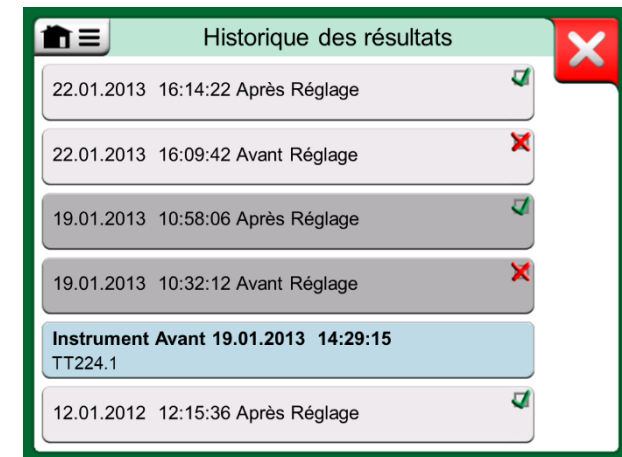 Historique des résultats
22.01.2013 16:14:22 Après Réglage
22.01.2013 16:09:42 Avant Réglage
19.01.2013 10:58:06 Après Réglage
19.01.2013 10:32:12 Avant Réglage
Instrument Avant 19.01.2013 14:29:15
TT224.1
12.01.2012 12:15:36 Après Réglage